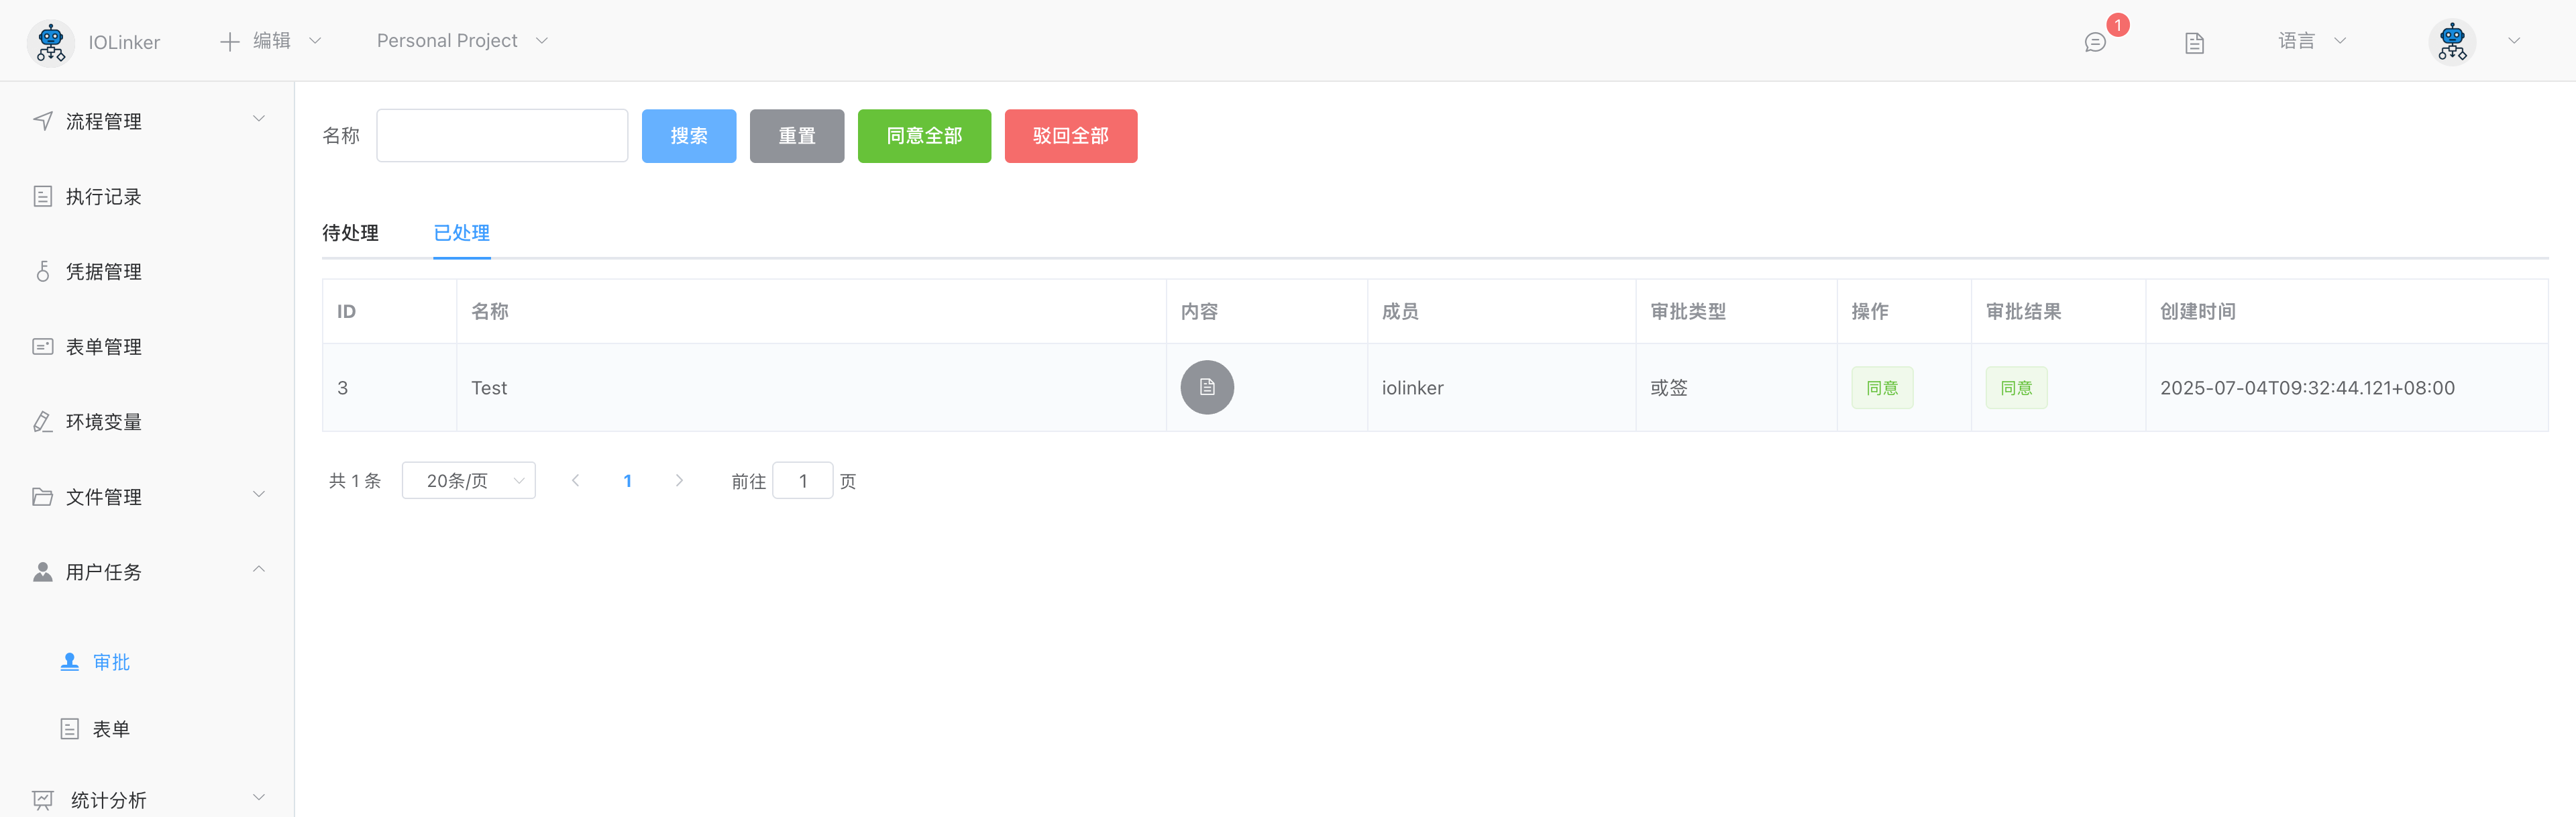 IOLinker
编辑
Personal Project
1
语言
流程管理
执行记录
凭据管理
表单管理
环境变量
文件管理
用户任务
审批
表单
统计分析
名称 搜索 重置 同意全部 驳回全部
待处理 已处理
ID 名称 内容 成员 审批类型 操作 审批结果 创建时间
3 Test iolinker 或签 同意 同意 2025-07-04T09:32:44.121+08:00
共 1 条 20条/页 1 前往 1 页